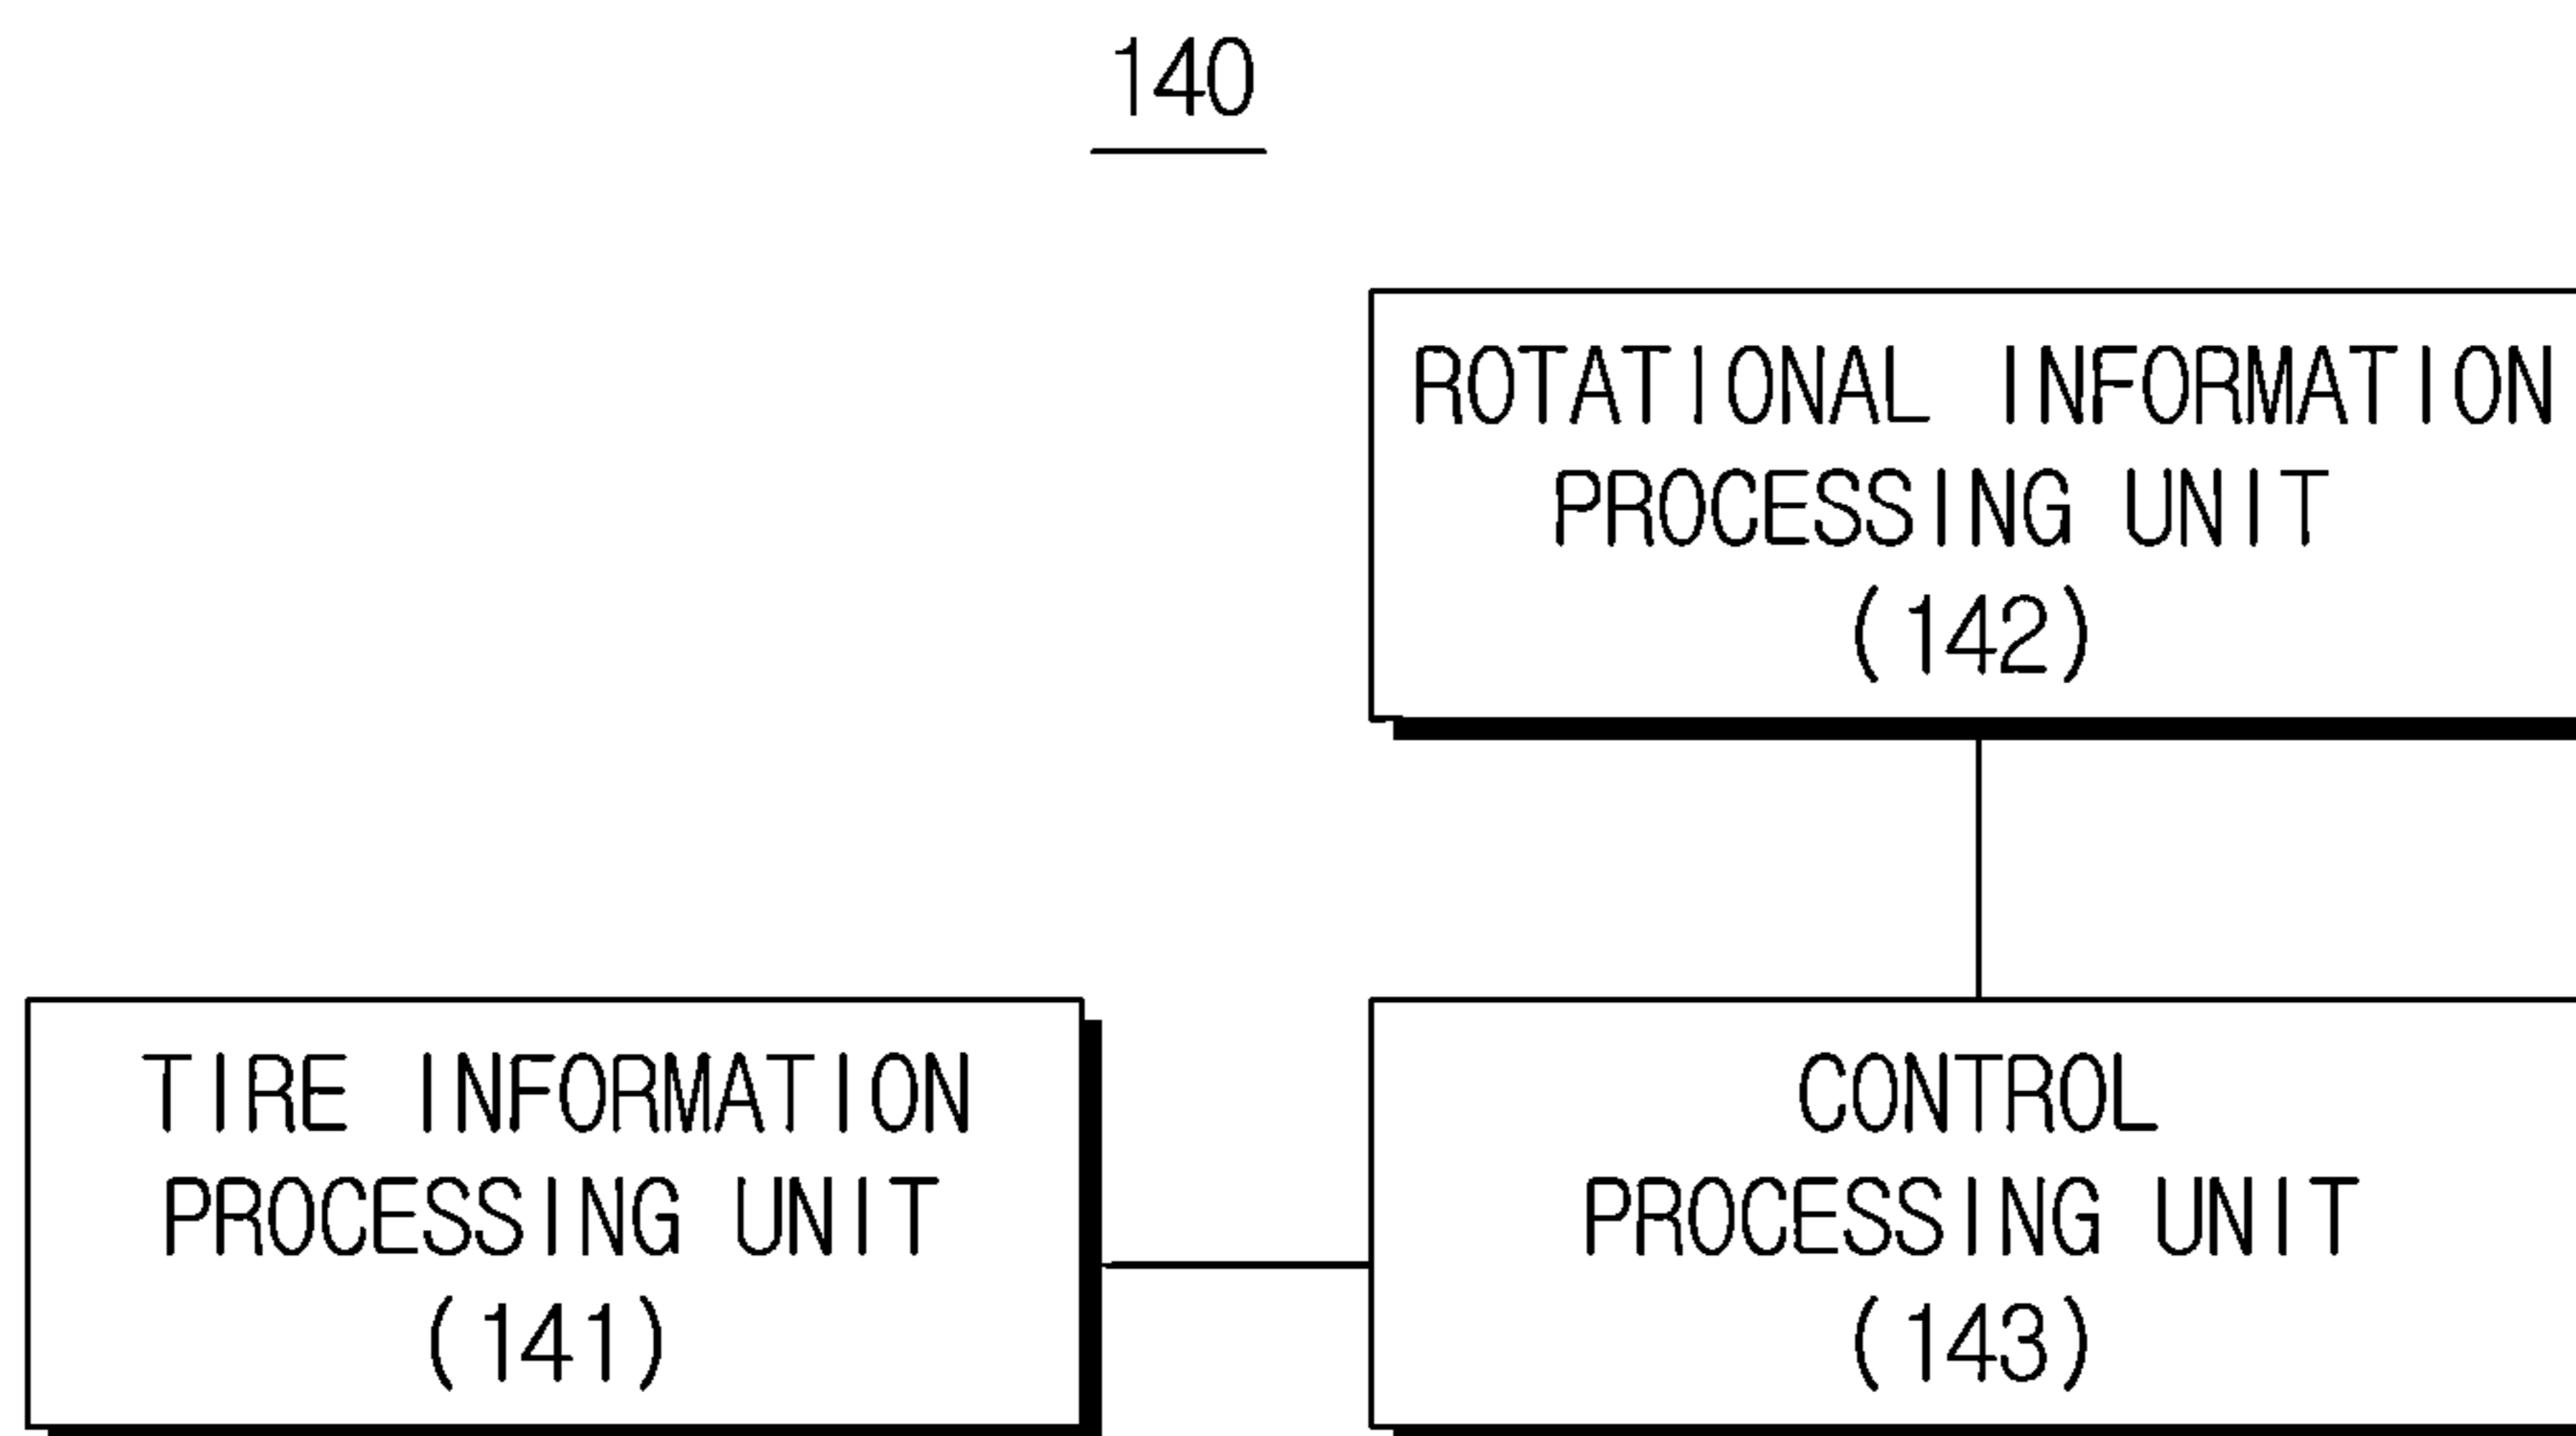 140
ROTATIONAL INFORMATION
PROCESSING UNIT
(142)
TIRE INFORMATION
PROCESSING UNIT
(141)
CONTROL
PROCESSING UNIT
(143)